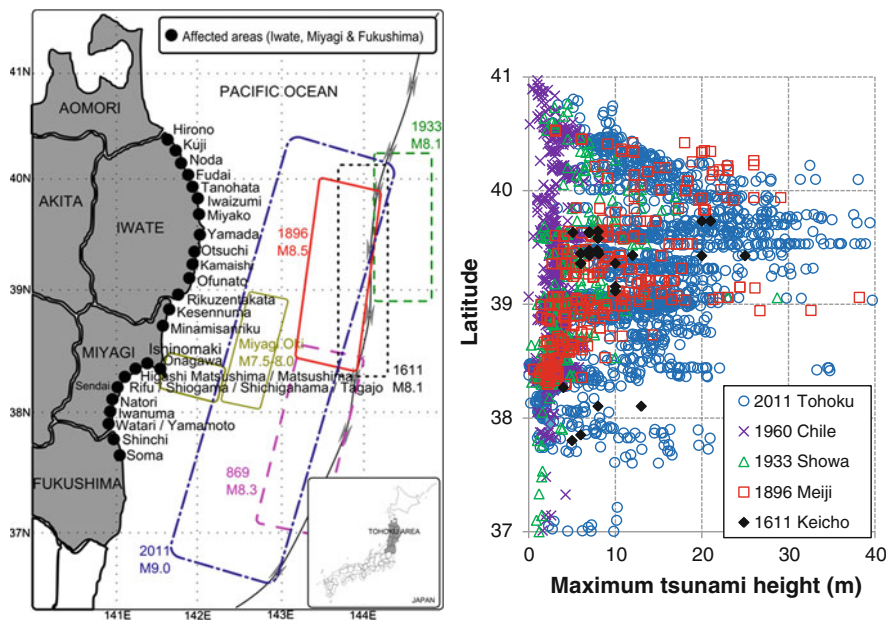 Affected areas (Iwate, Miyagi & Fukushima)
41N
40N
39N
38N
37N
PACIFIC OCEAN
AOMORI
AKITA
IWATE
MIYAGI
FUKUSHIMA
Hirono
Kuji
Noda
Fudai
Tanohata
Iwaizumi
Miyako
Yamada
Otsuchi
Kamaishi
Ofunato
Rikuzentakata
Kesennuma
Minamisanriku
Ishinomaki
Onagawa
Higashi Matsushima / Matsushima
Sendai
Rifu / Shiogama / Shichigahama / Tagajo
Natori
Iwanuma
Watari / Yamamoto
Shinchi
Soma
1933
M8.1
1896
M8.5
Miyagi Oki
M7.5-8.0
1611
M8.1
869
M8.3
2011
M9.0
TOHOKU AREA
JAPAN
141E
142E
143E
144E
Latitude
41
40
39
38
37
2011 Tohoku
1960 Chile
1933 Showa
1896 Meiji
1611 Keicho
0
10
20
30
40
Maximum tsunami height (m)